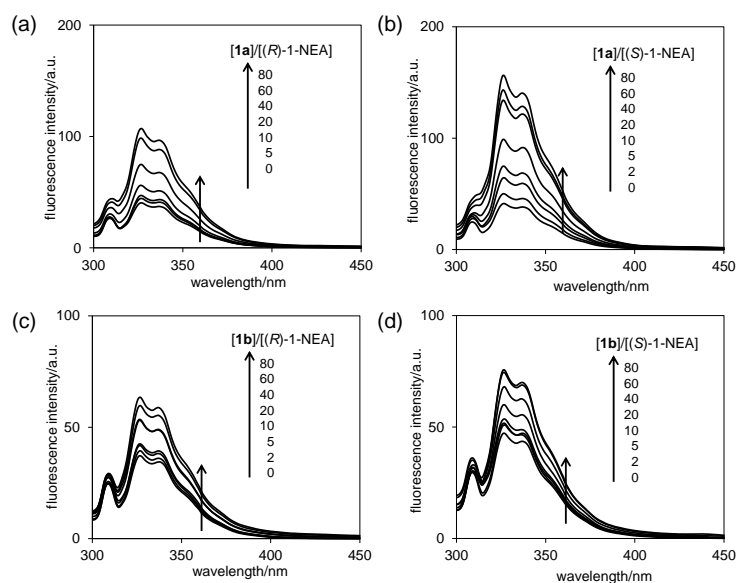 (a)
200
100
0
fluorescence intensity/a.u.
[1a]/[(R)-1-NEA]
80
60
40
20
10
5
0
300 350 400 450
wavelength/nm
(b)
200
150
100
50
0
fluorescence intensity/a.u.
[1a]/[(S)-1-NEA]
80
60
40
20
10
5
2
0
300 350 400 450
wavelength/nm
(c)
100
50
0
fluorescence intensity/a.u.
[1b]/[(R)-1-NEA]
80
60
40
20
10
5
2
0
300 350 400 450
wavelength/nm
(d)
100
50
0
fluorescence intensity/a.u.
[1b]/[(S)-1-NEA]
80
60
40
20
10
5
2
0
300 350 400 450
wavelength/nm